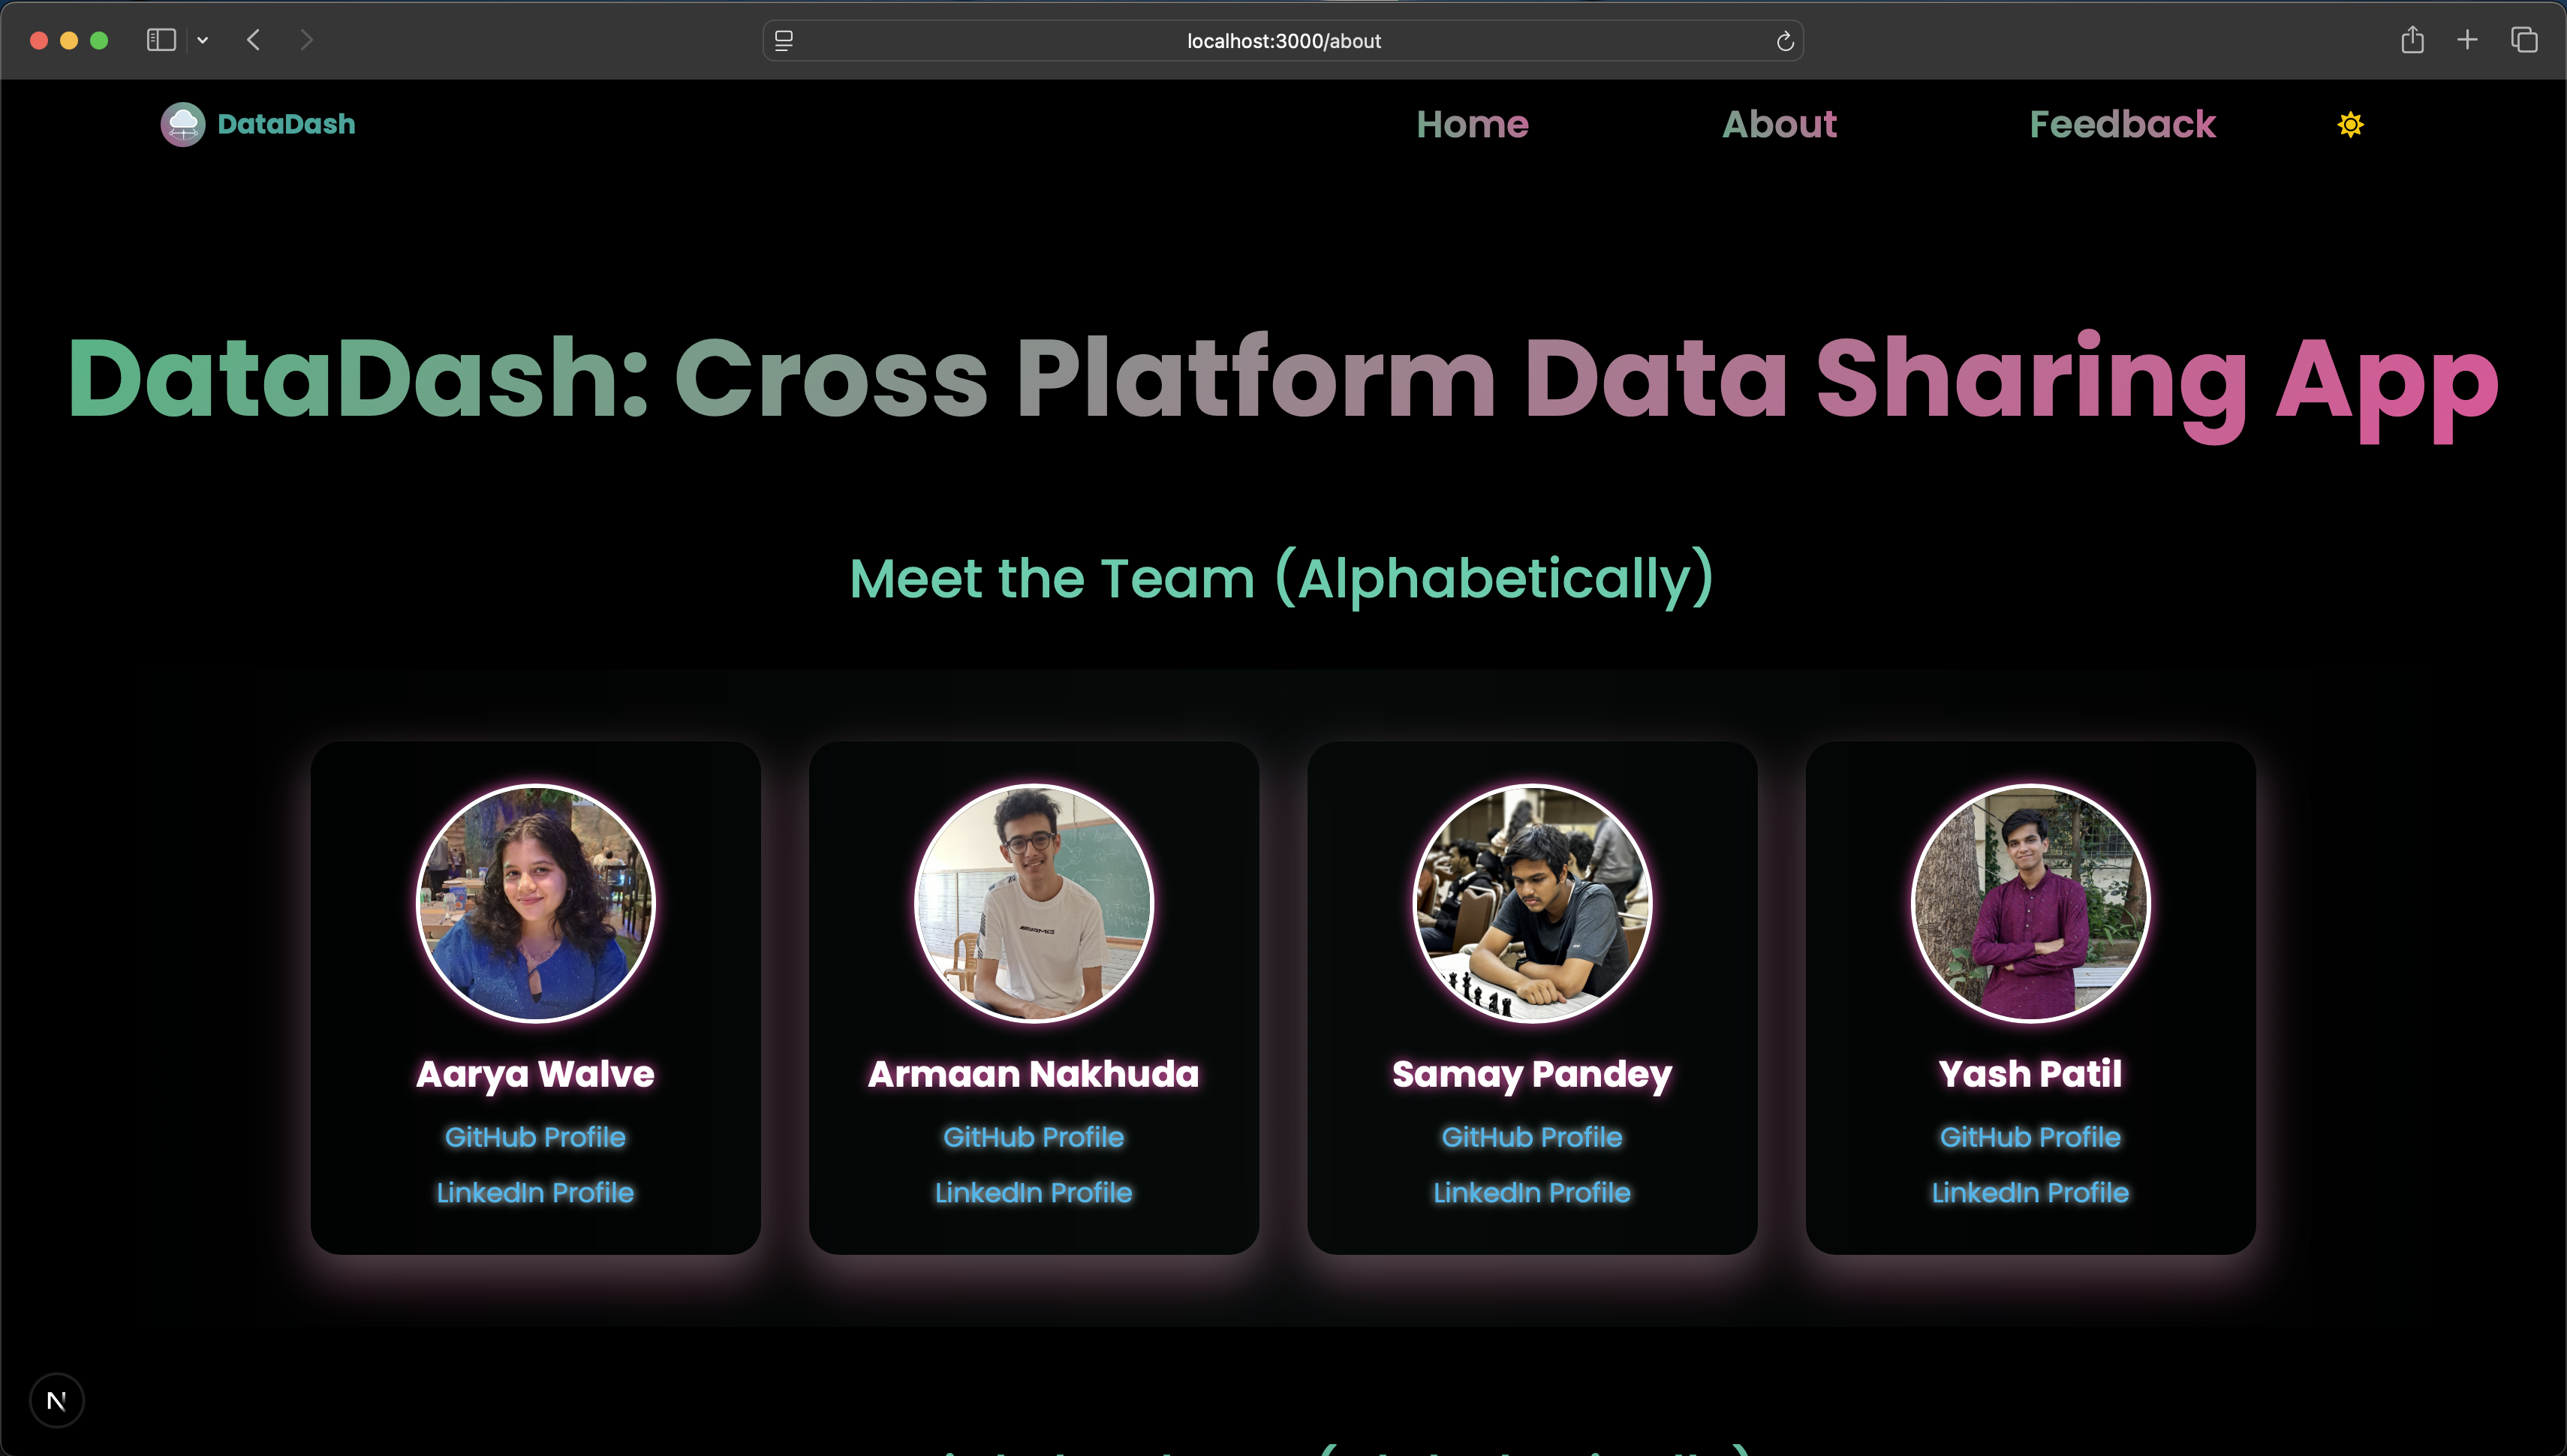 localhost:3000/about
DataDash Home About Feedback
DataDash: Cross Platform Data Sharing App
Meet the Team (Alphabetically)
AMG
Aarya Walve Armaan Nakhuda Samay Pandey Yash Patil
GitHub Profile GitHub Profile GitHub Profile GitHub Profile
LinkedIn Profile LinkedIn Profile LinkedIn Profile LinkedIn Profile
N